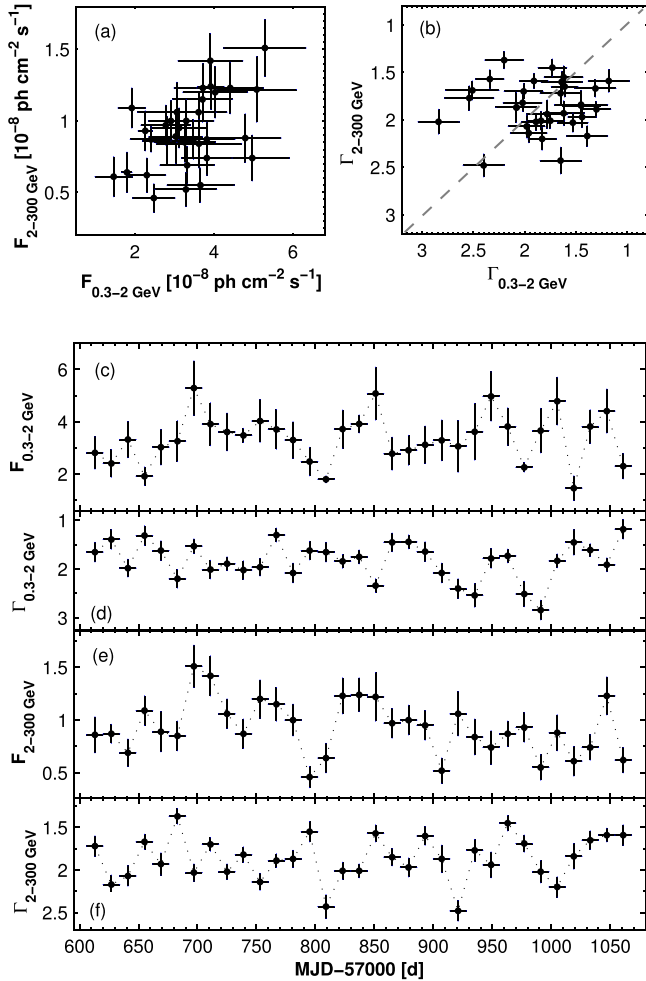 (a)
1.5
1
0.5
2 4 6
F2−300 GeV [10−8 ph cm−2 s−1]
F0.3−2 GeV [10−8 ph cm−2 s−1]
(b)
1
1.5
2
2.5
3
3 2.5 2 1.5 1
Γ2−300 GeV
Γ0.3−2 GeV
(c)
6
4
2
F0.3−2 GeV
1
2
3
Γ0.3−2 GeV
(d)
(e)
1.5
1
0.5
F2−300 GeV
1.5
2
2.5
Γ2−300 GeV
(f)
600 650 700 750 800 850 900 950 1000 1050
MJD−57000 [d]